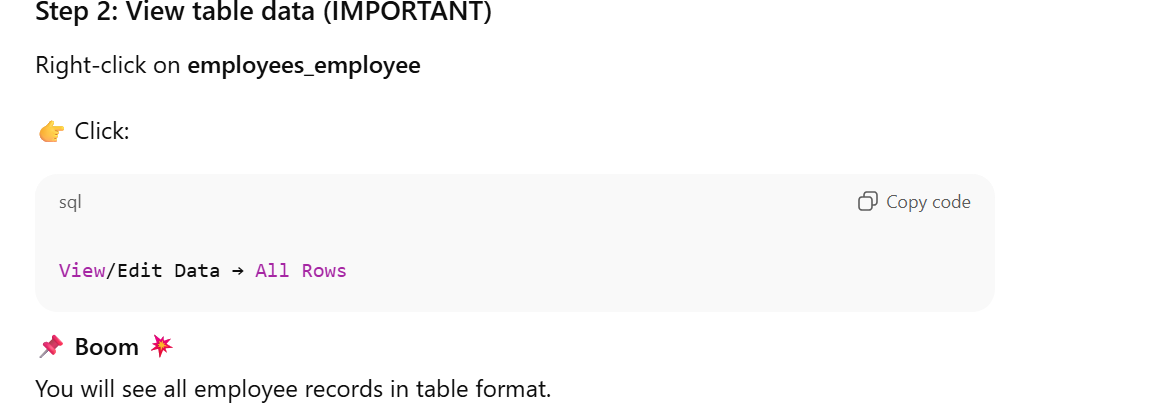 Step 2: View table data (IMPORTANT)
Right-click on employees_employee
👉 Click:
sql
Copy code
View/Edit Data → All Rows
📌 Boom 💥
You will see all employee records in table format.